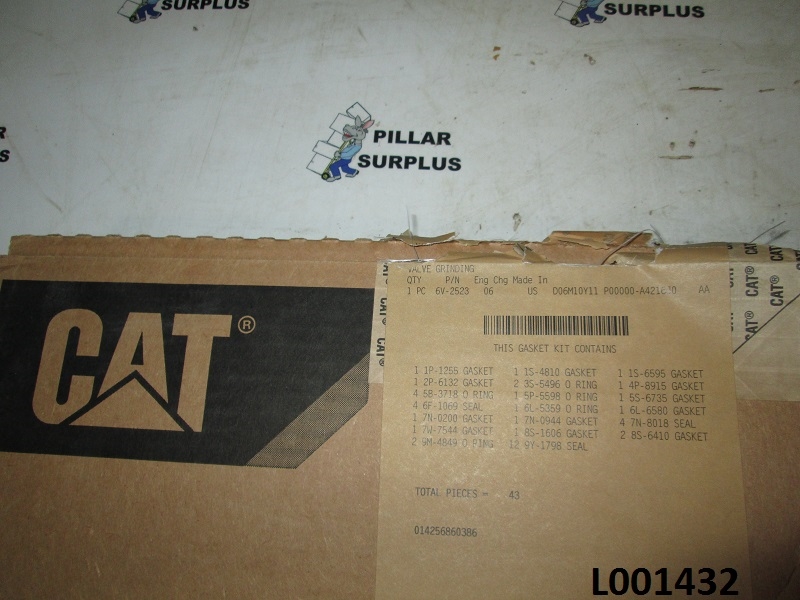 SURPLUS
SURPLUS
PILLAR
SURPLUS
CAT®
VALVE GRINDING
QTY P/N Eng Chg Made In
1 PC 6V-2523 06 US D06M10Y11 AA
THIS GASKET KIT CONTAINS
1 1P-1255 GASKET 1 1S-4810 GASKET 1 1S-6595 GASKET
1 2P-6132 GASKET 2 3S-5496 O RING 1 4P-8915 GASKET
4 5B-3718 O RING 1 5P-5598 O RING 1 5S-6735 GASKET
4 6F-1069 SEAL 1 6L-5359 O RING 1 6L-6580 GASKET
1 7N-0200 GASKET 1 7N-0944 GASKET 4 7N-8018 SEAL
1 7W-7544 GASKET 1 8S-1606 GASKET 2 8S-6410 GASKET
2 9M-4849 O RING 12 9Y-1798 SEAL
TOTAL PIECES = 43
014256860386
CAT® CAT® CAT®
CAT® CAT®
L001432